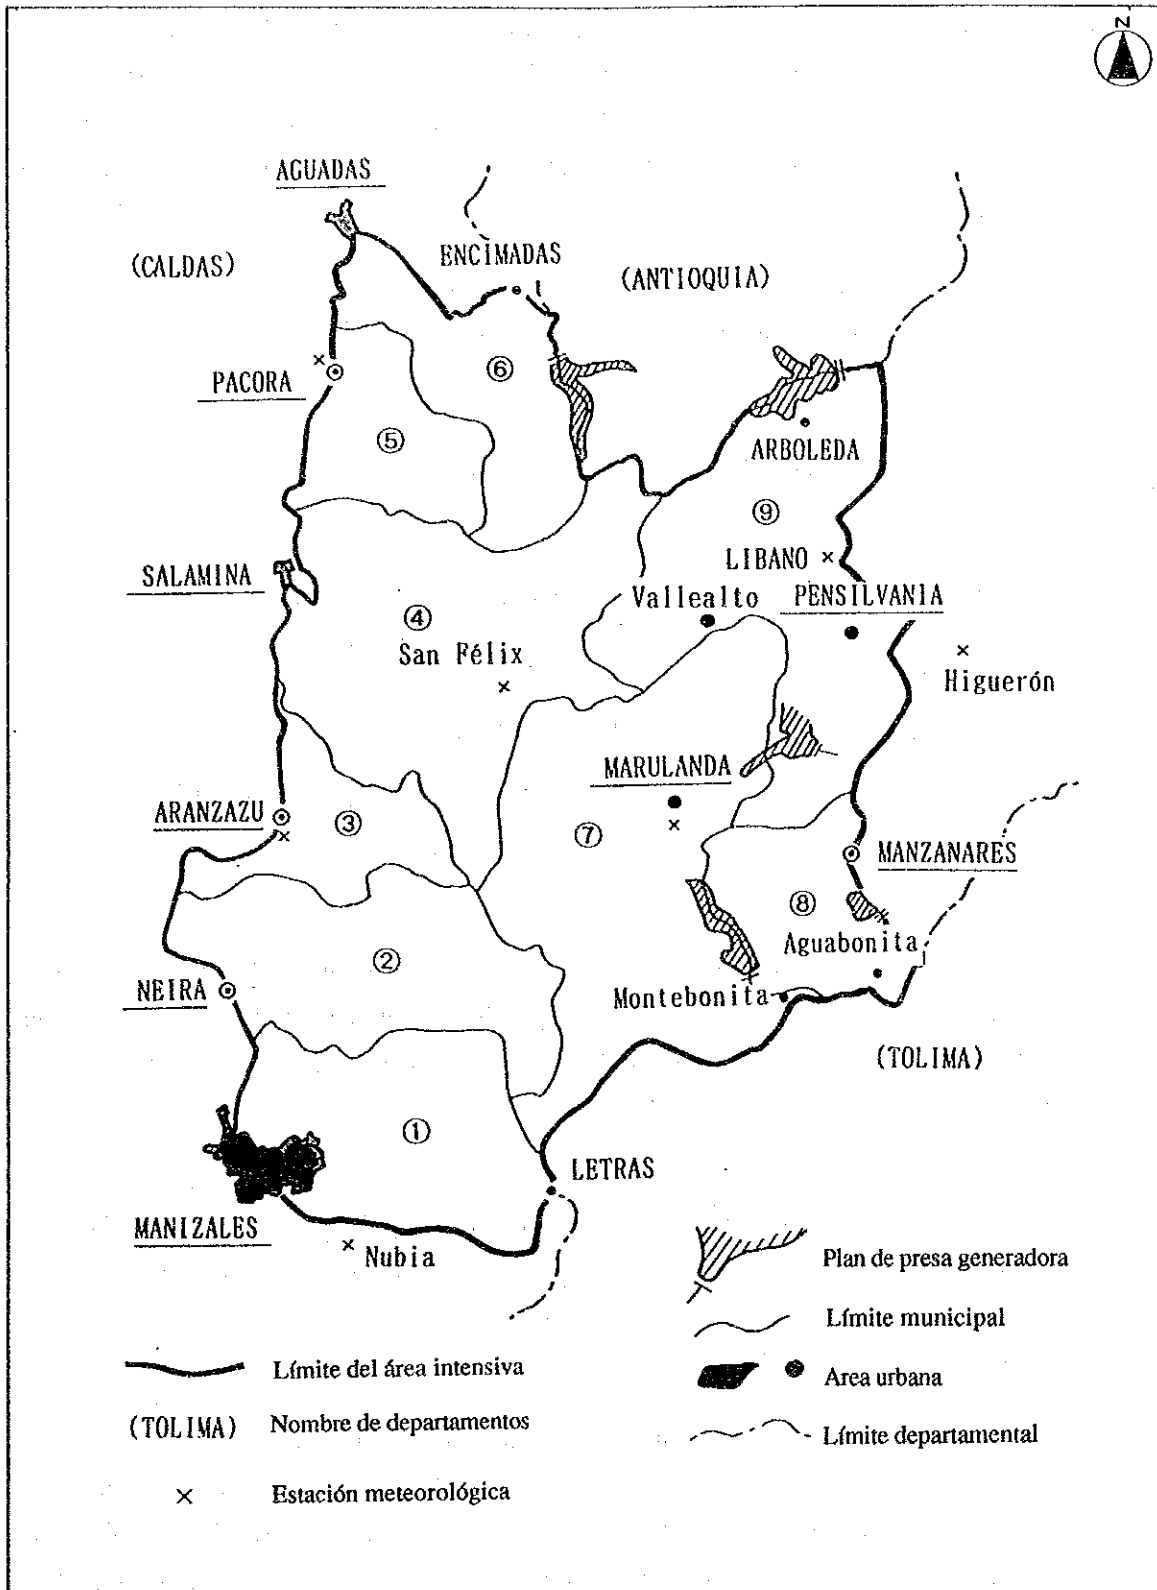 N
AGUADAS
ENCIMADAS
(CALDAS)
(ANTIOQUIA)
⑥
PACORA
⑤
ARBOLEDA
⑨
LIBANO
SALAMINA
Vallealto
PENSILVANIA
④
San Félix
Higuerón
MARULANDA
ARANZAZU
③
⑦
MANZANARES
⑧
Aguabonita
②
NEIRA
Montebonita
(TOLIMA)
①
LETRAS
MANIZALES
Nubia
Plan de presa generadora
Límite municipal
Límite del área intensiva
Area urbana
(TOLIMA) Nombre de departamentos
Límite departamental
Estación meteorológica